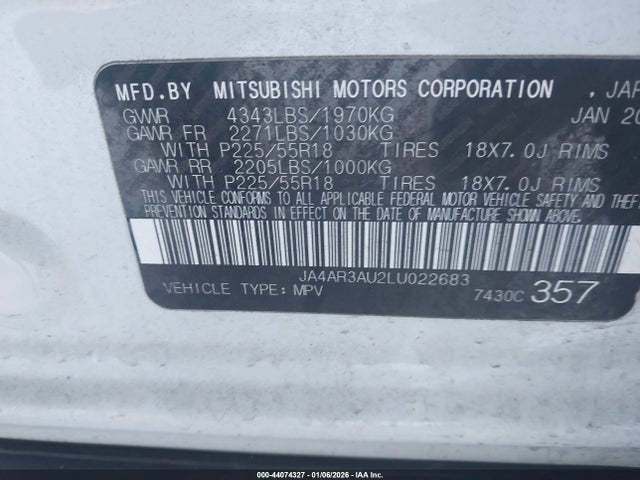 MFD.BY MITSUBISHI MOTORS CORPORATION , JAP
GVWR 4343LBS/1970KG JAN 20
GAWR FR 2271LBS/1030KG
WITH P225/55R18 TIRES 18X7.0J RIMS
GAWR RR 2205LBS/1000KG
WITH P225/55R18 TIRES 18X7.0J RIMS
THIS VEHICLE CONFORMS TO ALL APPLICABLE FEDERAL MOTOR VEHICLE SAFETY AND THEFT
PREVENTION STANDARDS IN EFFECT ON THE DATE OF MANUFACTURE SHOWN ABOVE.
JA4AR3AU2LU022683
VEHICLE TYPE: MPV 7430C 357
000-44074327 - 01/06/2026 - IAA Inc.